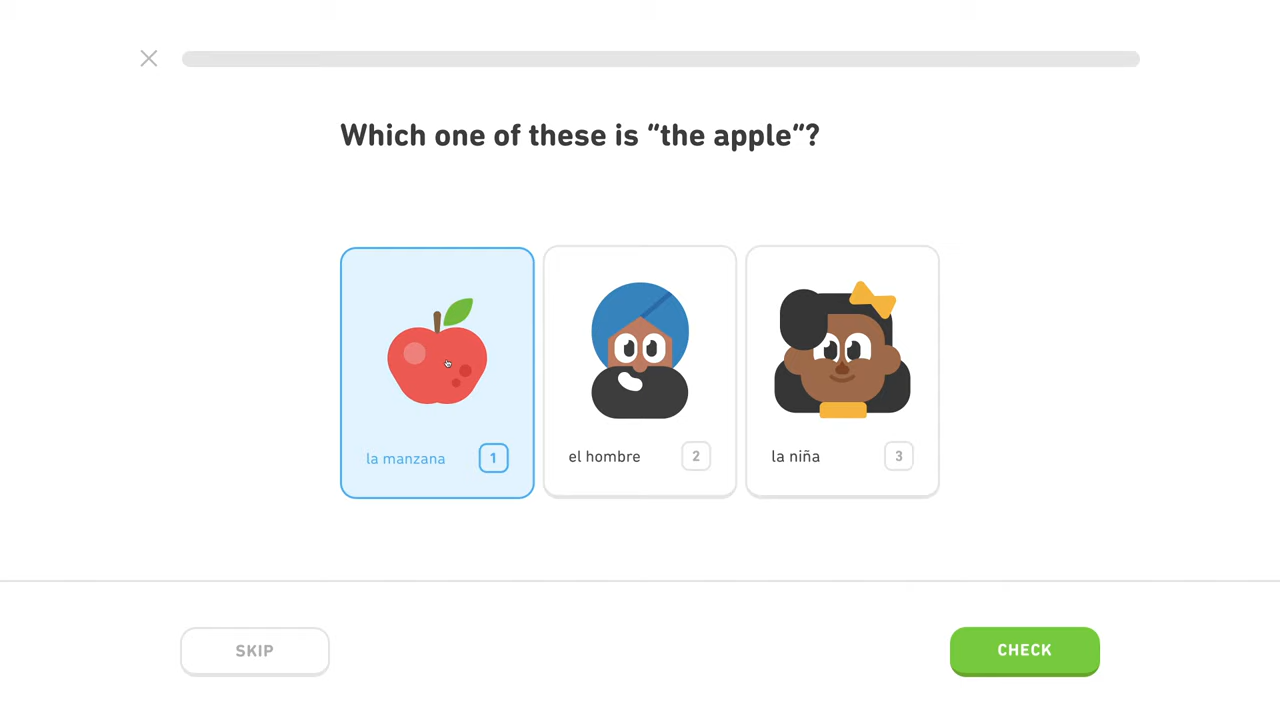 Which one of these is “the apple”?
la manzana 1
el hombre 2
la niña 3
SKIP
CHECK